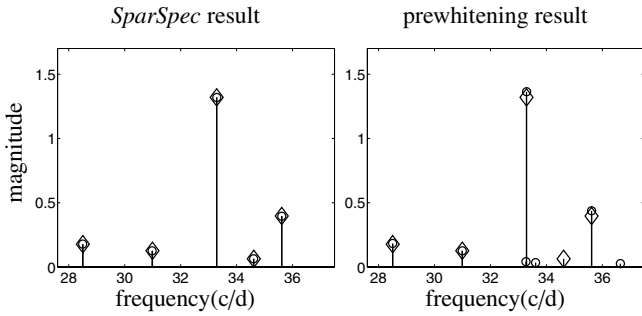 SparSpec result
prewhitening result
magnitude
1.5
1
0.5
0
28 30 32 34 36
frequency(c/d)
1.5
1
0.5
0
28 30 32 34 36
frequency(c/d)